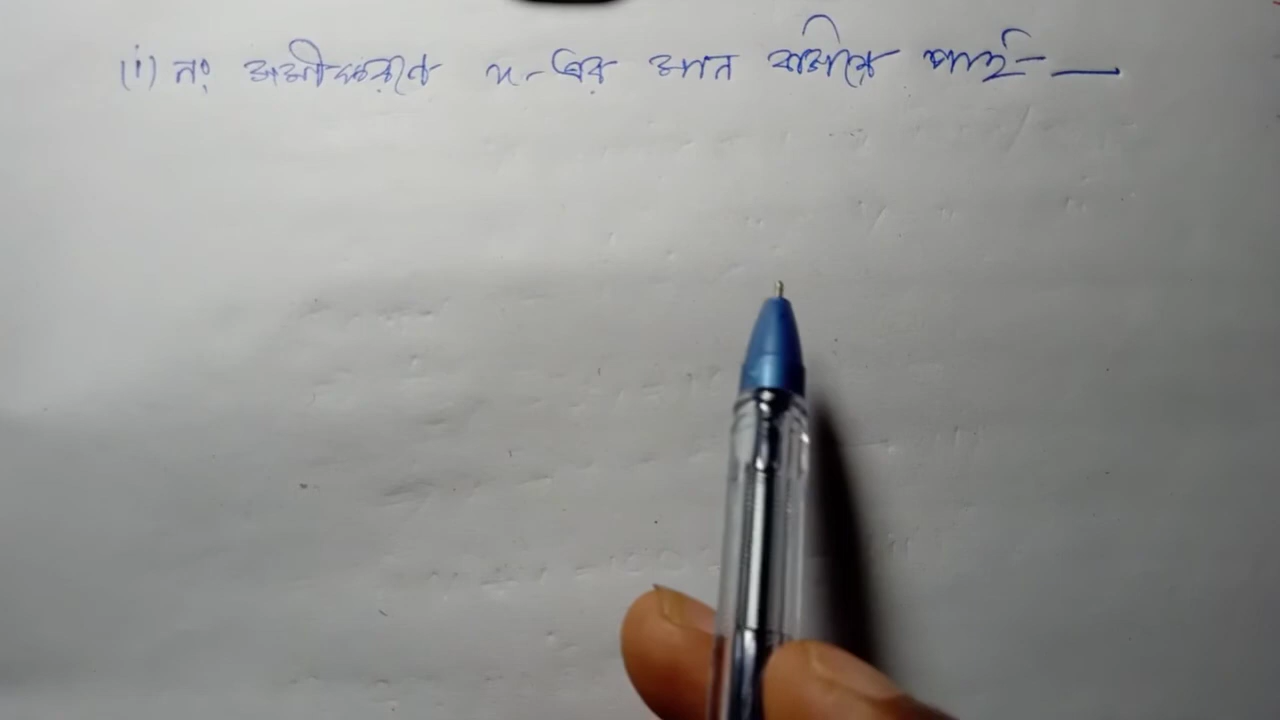 (i) নং সমীকরণে x-এর মান বসিয়ে পাই- —